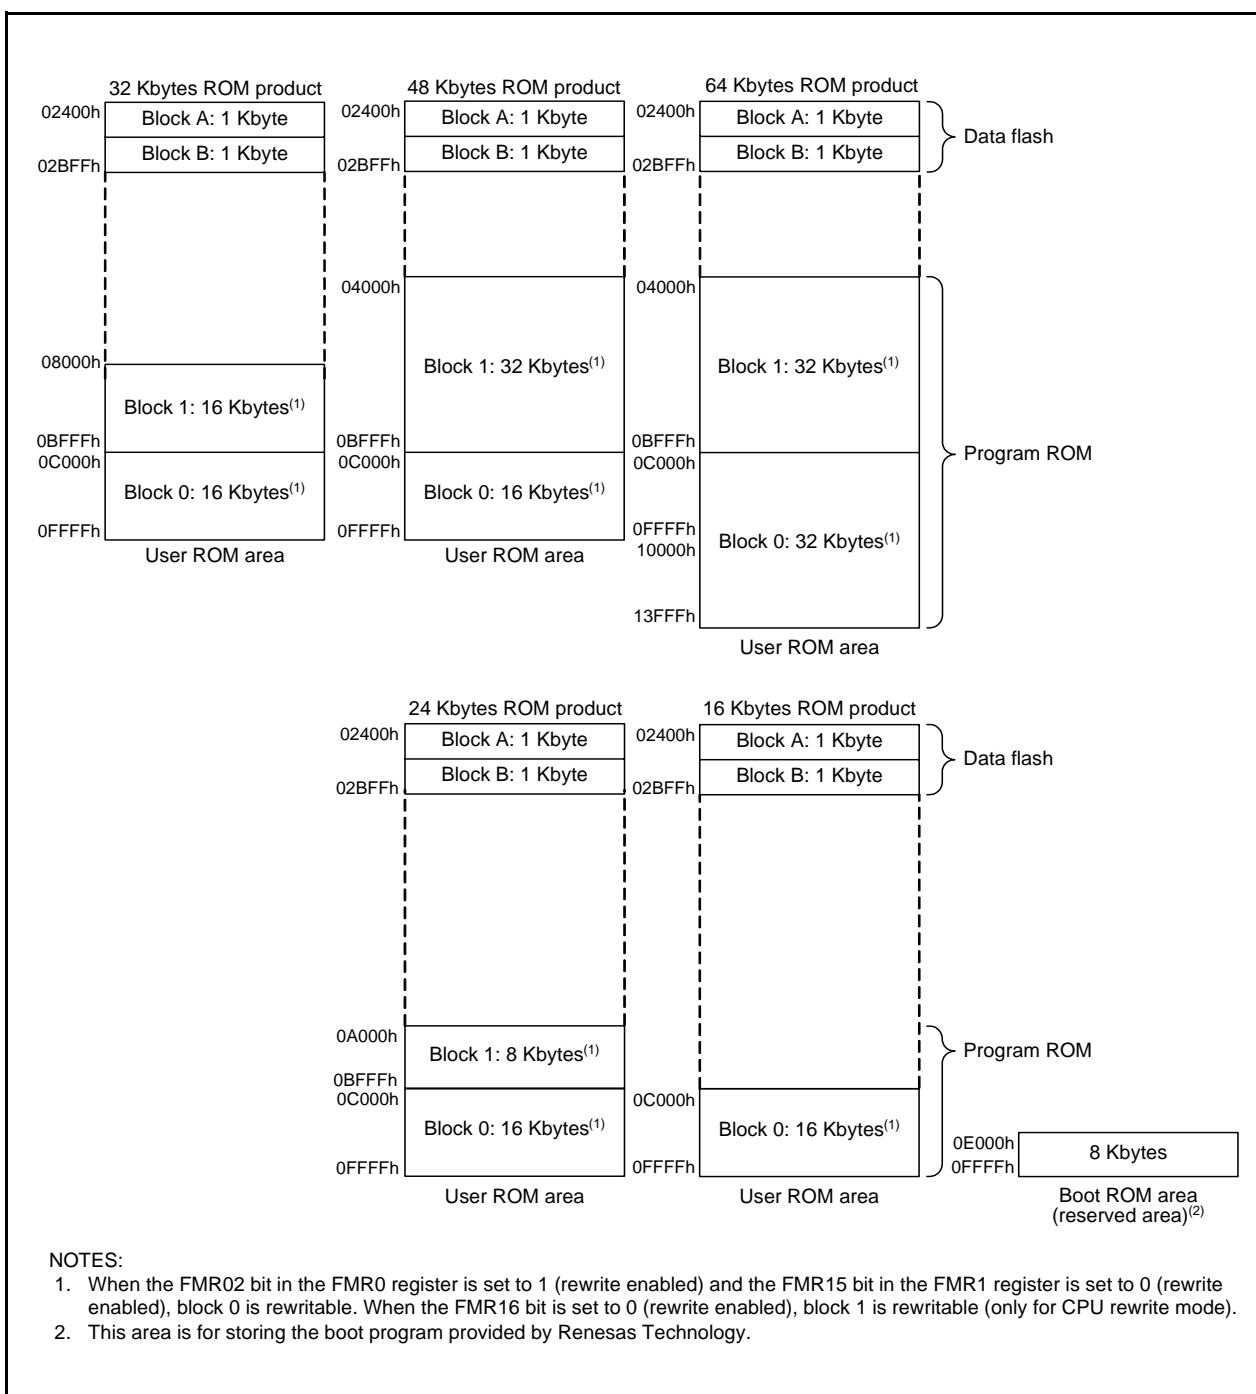 32 Kbytes ROM product
02400h
Block A: 1 Kbyte
Block B: 1 Kbyte
02BFFh
08000h
Block 1: 16 Kbytes(1)
0BFFFh
0C000h
Block 0: 16 Kbytes(1)
0FFFFh
User ROM area
48 Kbytes ROM product
02400h
Block A: 1 Kbyte
Block B: 1 Kbyte
02BFFh
04000h
Block 1: 32 Kbytes(1)
0BFFFh
0C000h
Block 0: 16 Kbytes(1)
0FFFFh
User ROM area
64 Kbytes ROM product
02400h
Block A: 1 Kbyte
Block B: 1 Kbyte
02BFFh
Data flash
04000h
Block 1: 32 Kbytes(1)
0BFFFh
0C000h
Program ROM
0FFFFh
10000h
Block 0: 32 Kbytes(1)
13FFFh
User ROM area
24 Kbytes ROM product
02400h
Block A: 1 Kbyte
Block B: 1 Kbyte
02BFFh
0A000h
Block 1: 8 Kbytes(1)
0BFFFh
0C000h
Block 0: 16 Kbytes(1)
0FFFFh
User ROM area
16 Kbytes ROM product
02400h
Block A: 1 Kbyte
Block B: 1 Kbyte
02BFFh
Data flash
Program ROM
0C000h
Block 0: 16 Kbytes(1)
0FFFFh
User ROM area
0E000h
8 Kbytes
0FFFFh
Boot ROM area
(reserved area)(2)
NOTES:
1. When the FMR02 bit in the FMR0 register is set to 1 (rewrite enabled) and the FMR15 bit in the FMR1 register is set to 0 (rewrite
enabled), block 0 is rewritable. When the FMR16 bit is set to 0 (rewrite enabled), block 1 is rewritable (only for CPU rewrite mode).
2. This area is for storing the boot program provided by Renesas Technology.